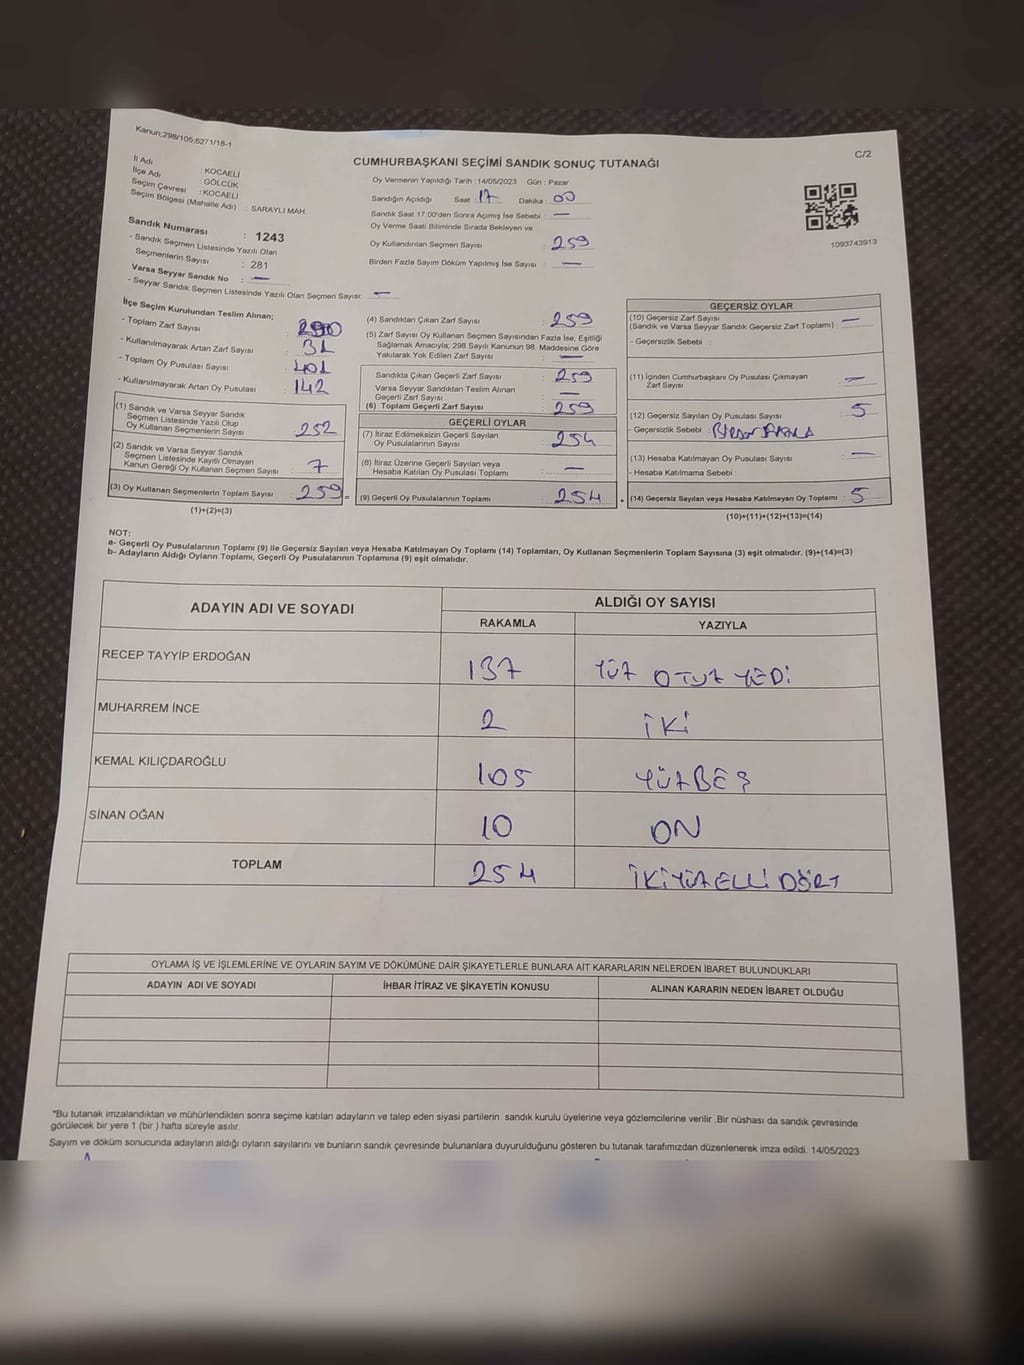 Kanun;298/105;6271/18-1
C/2
CUMHURBAŞKANI SEÇİMİ SANDIK SONUÇ TUTANAĞI
İl Adı : KOCAELİ
İlçe Adı : GÖLCÜK
Seçim Çevresi : KOCAELİ
Seçim Bölgesi (Mahalle Adı) : SARAYLI MAH.
Sandık Numarası : 1243
- Sandık Seçmen Listesinde Yazılı Olan
Seçmenlerin Sayısı : 281
Varsa Seyyar Sandık No : —
- Seyyar Sandık Seçmen Listesinde Yazılı Olan Seçmen Sayısı: —
Oy Vermenin Yapıldığı Tarih :14/05/2023 Gün : Pazar
Sandığın Açıldığı Saat : 17 Dakika : 00
Sandık Saat 17:00'den Sonra Açımış İse Sebebi : —
Oy Verme Saati Bitiminde Sırada Bekleyen ve
Oy Kullandırılan Seçmen Sayısı : 259
Birden Fazla Sayım Döküm Yapılmış İse Sayısı : —
1093743913
İlçe Seçim Kurulundan Teslim Alınan;
- Toplam Zarf Sayısı : 290
- Kullanılmayarak Artan Zarf Sayısı : 31
- Toplam Oy Pusulası Sayısı : 401
- Kullanılmayarak Artan Oy Pusulası : 142
(1) Sandık ve Varsa Seyyar Sandık
Seçmen Listesinde Yazılı Olup
Oy Kullanan Seçmenlerin Sayısı : 252
(2) Sandık ve Varsa Seyyar Sandık
Seçmen Listesinde Kayıtlı Olmayan
Kanun Gereği Oy Kullanan Seçmen Sayısı : 7
(3) Oy Kullanan Seçmenlerin Toplam Sayısı : 259 =
(1)+(2)=(3)
(4) Sandıktan Çıkan Zarf Sayısı : 259
(5) Zarf Sayısı Oy Kullanan Seçmen Sayısından Fazla İse, Eşitliği
Sağlamak Amacıyla; 298 Sayılı Kanunun 98. Maddesine Göre
Yakılarak Yok Edilen Zarf Sayısı : —
Sandıkta Çıkan Geçerli Zarf Sayısı : 259
Varsa Seyyar Sandıktan Teslim Alınan
Geçerli Zarf Sayısı : —
(6) Toplam Geçerli Zarf Sayısı : 259
GEÇERLİ OYLAR
(7) İtiraz Edilmeksizin Geçerli Sayılan
Oy Pusulalarının Sayısı : 254
(8) İtiraz Üzerine Geçerli Sayılan veya
Hesaba Katılan Oy Pusulası Toplamı : —
(9) Geçerli Oy Pusulalarının Toplamı : 254 +
GEÇERSİZ OYLAR
(10) Geçersiz Zarf Sayısı
(Sandık ve Varsa Seyyar Sandık Geçersiz Zarf Toplamı) : —
- Geçersizlik Sebebi :
(11) İçinden Cumhurbaşkanı Oy Pusulası Çıkmayan
Zarf Sayısı : —
(12) Geçersiz Sayılan Oy Pusulası Sayısı : 5
- Geçersizlik Sebebi :
(13) Hesaba Katılmayan Oy Pusulası Sayısı : —
- Hesaba Katılmama Sebebi :
(14) Geçersiz Sayılan veya Hesaba Katılmayan Oy Toplamı : 5
(10)+(11)+(12)+(13)=(14)
NOT:
a- Geçerli Oy Pusulalarının Toplamı (9) ile Geçersiz Sayılan veya Hesaba Katılmayan Oy Toplamı (14) Toplamları, Oy Kullanan Seçmenlerin Toplam Sayısına (3) eşit olmalıdır. (9)+(14)=(3)
b- Adayların Aldığı Oyların Toplamı, Geçerli Oy Pusulalarının Toplamına (9) eşit olmalıdır.
ADAYIN ADI VE SOYADI ALDIĞI OY SAYISI
RAKAMLA YAZIYLA
RECEP TAYYİP ERDOĞAN 137 YÜZ OTUZ YEDİ
MUHARREM İNCE 2 İKİ
KEMAL KILIÇDAROĞLU 105 YÜZBEŞ
SİNAN OĞAN 10 ON
TOPLAM 254 İKİYÜZELLİ DÖRT
OYLAMA İŞ VE İŞLEMLERİNE VE OYLARIN SAYIM VE DÖKÜMÜNE DAİR ŞİKAYETLERLE BUNLARA AİT KARARLARIN NELERDEN İBARET BULUNDUKLARI
ADAYIN ADI VE SOYADI İHBAR İTİRAZ VE ŞİKAYETİN KONUSU ALINAN KARARIN NEDEN İBARET OLDUĞU
"Bu tutanak imzalandıktan ve mühürlendikten sonra seçime katılan adayların ve talep eden siyasi partilerin sandık kurulu üyelerine veya gözlemcilerine verilir .Bir nüshası da sandık çevresinde
görülecek bir yere 1 (bir ) hafta süreyle asılır.
Sayım ve döküm sonucunda adayların aldığı oyların sayılarını ve bunların sandık çevresinde bulunanlara duyurulduğunu gösteren bu tutanak tarafımızdan düzenlenerek imza edildi. 14/05/2023